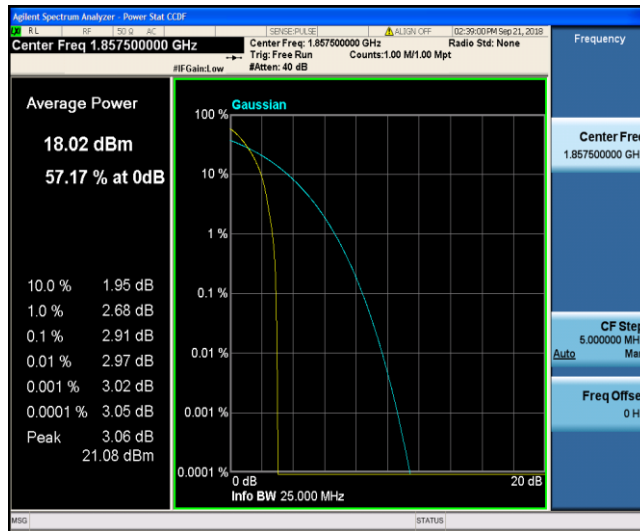 Agilent Spectrum Analyzer - Power Stat CCDF
RL RF 50 Ω AC SENSE:PULSE ALIGN OFF 02:39:00 PM Sep 21, 2018
Center Freq 1.857500000 GHz
Center Freq: 1.857500000 GHz Radio Std: None
Trig: Free Run Counts:1.00 M/1.00 Mpt
#IFGain:Low #Atten: 40 dB
Frequency
Average Power
18.02 dBm
57.17 % at 0dB
10.0 % 1.95 dB
1.0 % 2.68 dB
0.1 % 2.91 dB
0.01 % 2.97 dB
0.001 % 3.02 dB
0.0001 % 3.05 dB
Peak 3.06 dB
21.08 dBm
Gaussian
100 %
10 %
1 %
0.1 %
0.01 %
0.001 %
0.0001 %
0 dB 20 dB
Info BW 25.000 MHz
Center Fre
1.857500000 GH
CF Step
5.000000 MH
Auto Ma
Freq Offse
0 H
MSG STATUS